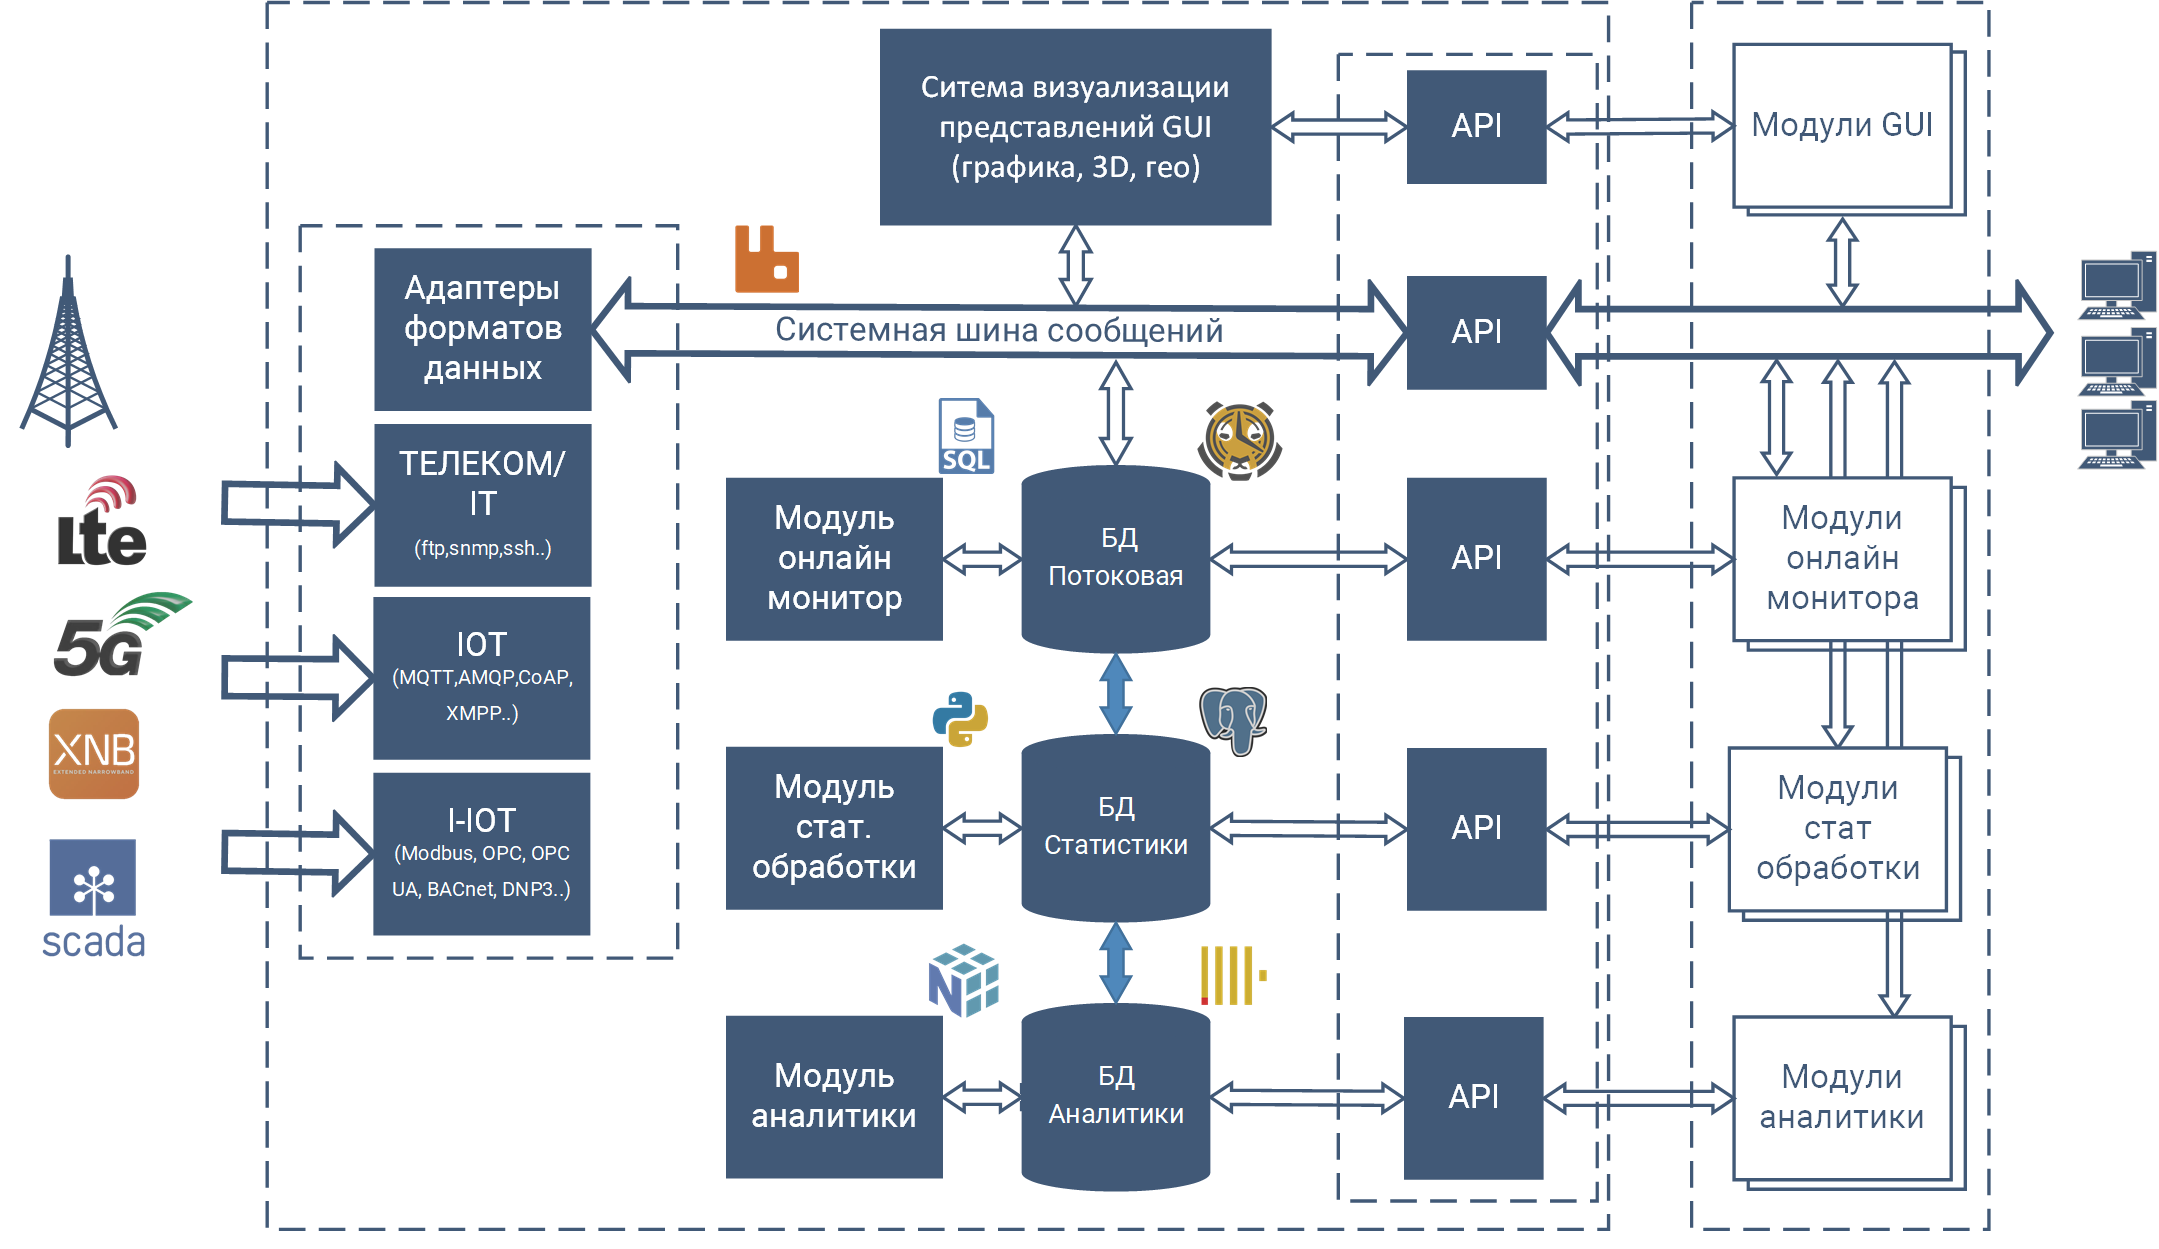 Ситема визуализации
представлений GUI
(графика, 3D, гео)
API
Модули GUI
Адаптеры
форматов
данных
Системная шина сообщений
API
ТЕЛЕКОМ/
IT
(ftp,snmp,ssh..)
IOT
(MQTT,AMQP,CoAP,
XMPP..)
I-IOT
(Modbus, OPC, OPC
UA, BACnet, DNP3..)
Lte
5G
XNB
EXTENDED NARROWBAND
scada
SQL
Модуль
онлайн
монитор
БД
Потоковая
API
Модули
онлайн
монитора
Модуль
стат.
обработки
БД
Статистики
API
Модули
стат
обработки
N
Модуль
аналитики
БД
Аналитики
API
Модули
аналитики